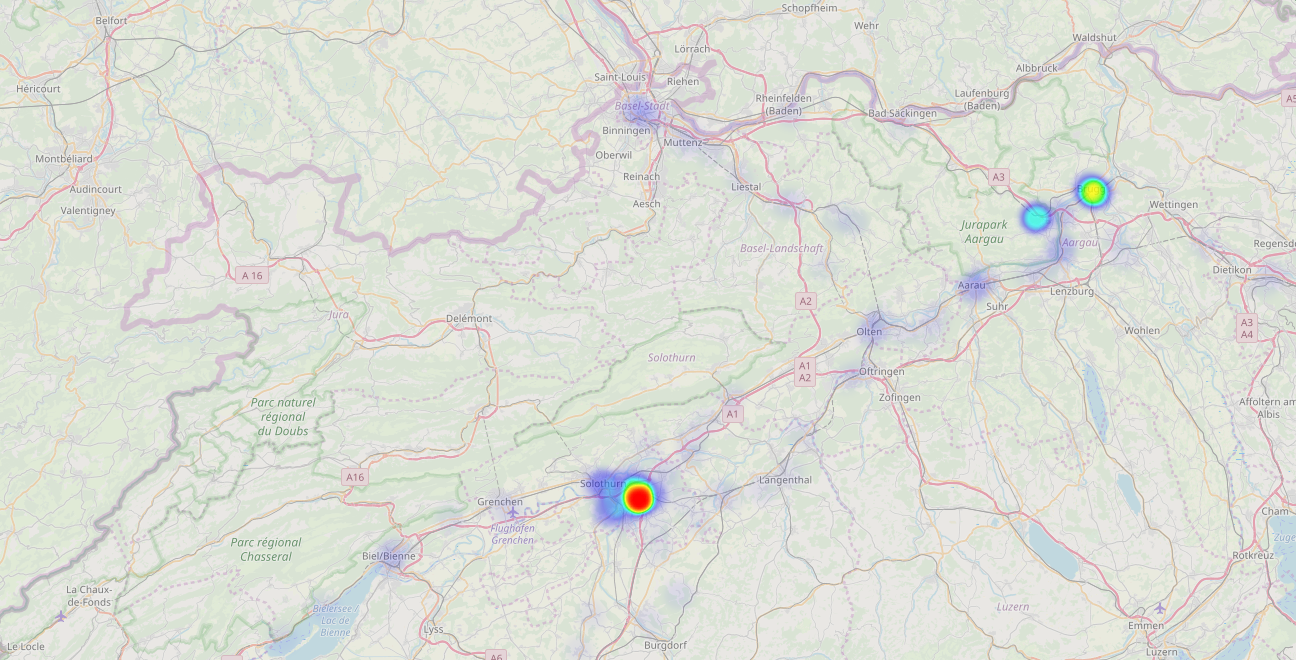 Belfort
Schopfheim
Wehr
Waldshut
Lörrach
Albbruck
Saint-Louis
Riehen
Héricourt
Laufenburg
(Baden)
Rheinfelden
(Baden)
A5
Basel-Stadt
Bad Säckingen
Binningen
Muttenz
Montbéliard
Oberwil
Reinach
A3
Liestal
Audincourt
Valentigney
Aesch
Wettingen
Jurapark
Aargau
Aargau
Basel-Landschaft
Regensd
Dietikon
A 16
Aarau
Lenzburg
A2
Suhr
Jura
Delémont
A3
A4
Olten
Wohlen
Solothurn
A1
A2
Oftringen
Zofingen
Parc naturel
régional
du Doubs
A1
Affoltern am
Albis
A16
Solothurn
Langenthal
Grenchen
Cham
Flughafen
Grenchen
Zuge
Parc régional
Chasseral
Biel/Bienne
Rotkreuz
La Chaux-
de-Fonds
Bielersee /
Lac de
Bienne
Luzern
Lyss
Emmen
Le Locle
Burgdorf
Luzern
A6